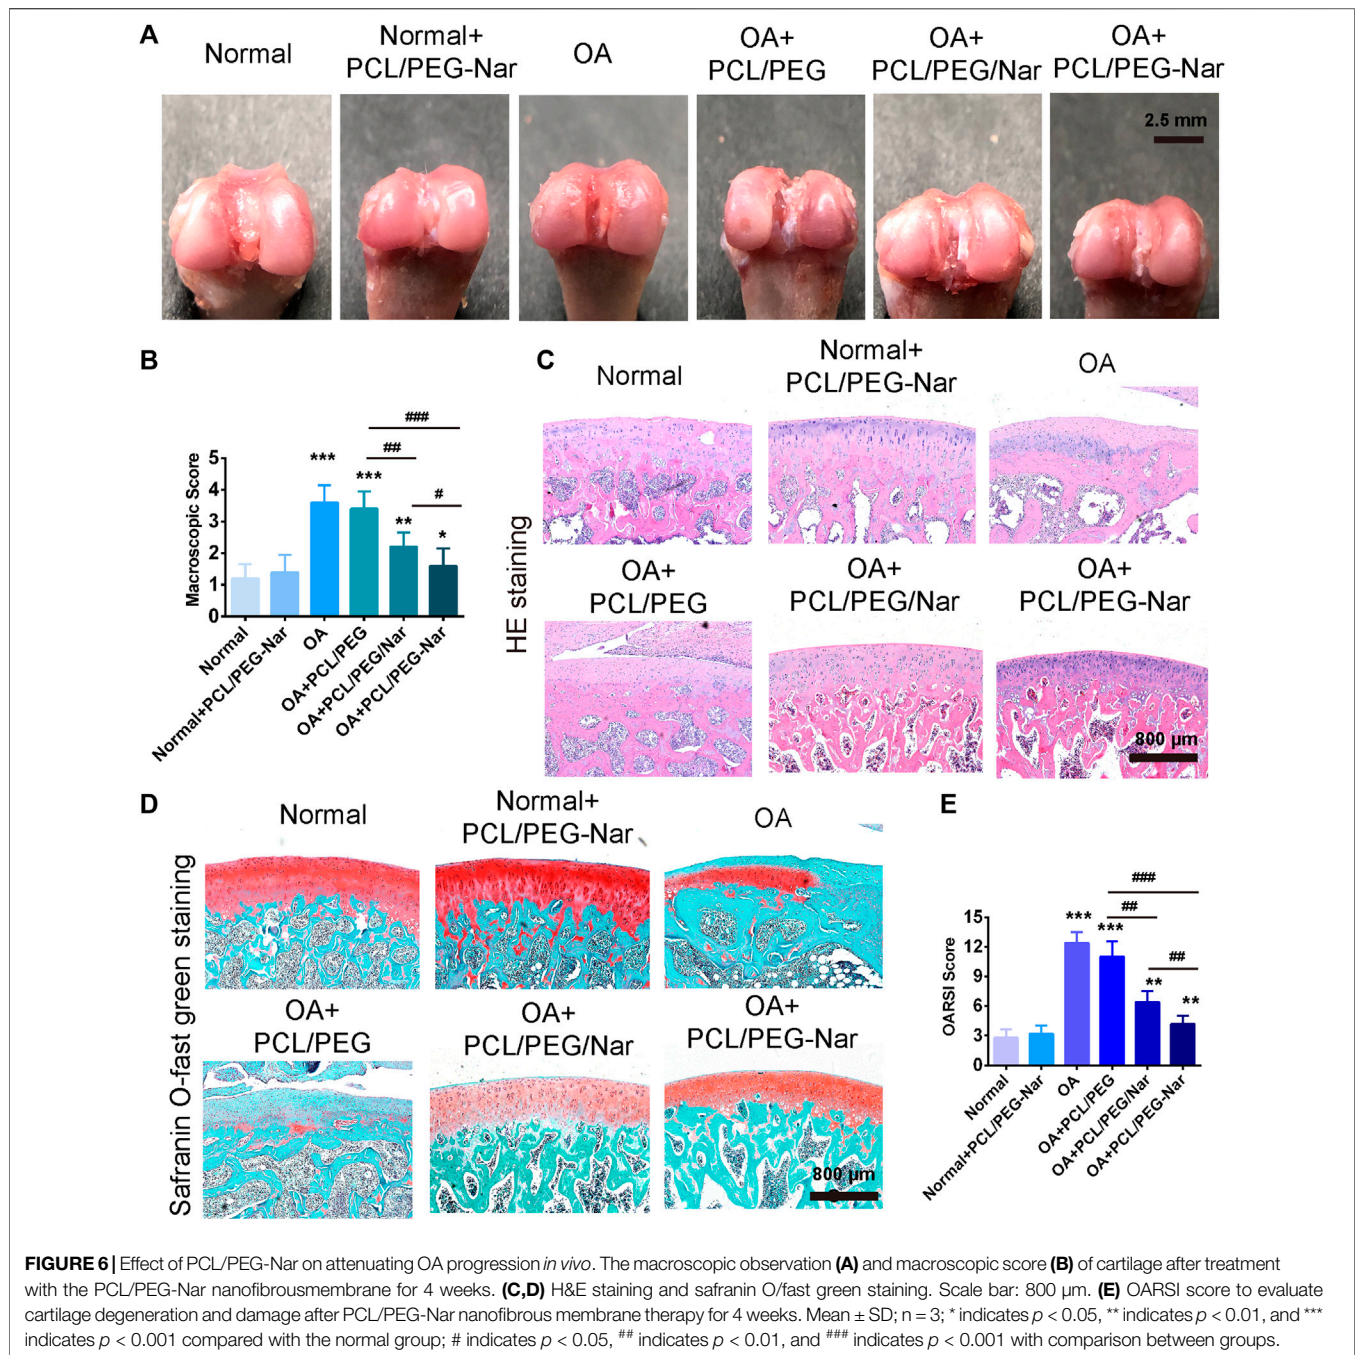 A
Normal
Normal+
PCL/PEG-Nar
OA
OA+
PCL/PEG
OA+
PCL/PEG/Nar
OA+
PCL/PEG-Nar
2.5 mm
B
Macroscopic Score
5
4
3
2
1
0
***
***
**
*
##
###
#
Normal
Normal+PCL/PEG-Nar
OA
OA+PCL/PEG
OA+PCL/PEG/Nar
OA+PCL/PEG-Nar
C
HE staining
Normal
Normal+
PCL/PEG-Nar
OA
OA+
PCL/PEG
OA+
PCL/PEG/Nar
OA+
PCL/PEG-Nar
800 μm
D
Safranin O-fast green staining
Normal
Normal+
PCL/PEG-Nar
OA
OA+
PCL/PEG
OA+
PCL/PEG/Nar
OA+
PCL/PEG-Nar
800 μm
E
OARSI Score
15
12
9
6
3
0
***
***
**
**
##
###
##
Normal
Normal+PCL/PEG-Nar
OA
OA+PCL/PEG
OA+PCL/PEG/Nar
OA+PCL/PEG-Nar
FIGURE 6 | Effect of PCL/PEG-Nar on attenuating OA progression in vivo. The macroscopic observation (A) and macroscopic score (B) of cartilage after treatment
with the PCL/PEG-Nar nanofibrousmembrane for 4 weeks. (C,D) H&E staining and safranin O/fast green staining. Scale bar: 800 μm. (E) OARSI score to evaluate
cartilage degeneration and damage after PCL/PEG-Nar nanofibrous membrane therapy for 4 weeks. Mean ± SD; n = 3; * indicates p < 0.05, ** indicates p < 0.01, and ***
indicates p < 0.001 compared with the normal group; # indicates p < 0.05, ## indicates p < 0.01, and ### indicates p < 0.001 with comparison between groups.